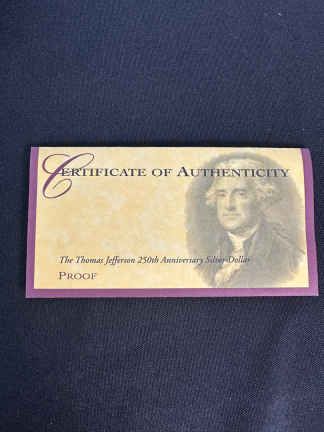 Certificate of Authenticity
The Thomas Jefferson 250th Anniversary Silver Dollar
Proof